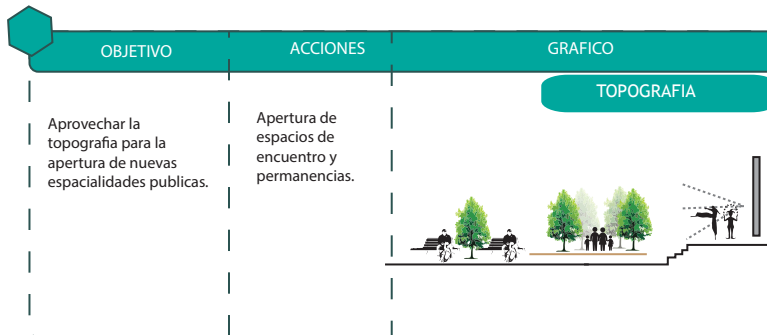 OBJETIVO
ACCIONES
GRAFICO
TOPOGRAFIA
Aprovechar la
topografia para la
apertura de nuevas
espacialidades publicas.
Apertura de
espacios de
encuentro y
permanencias.